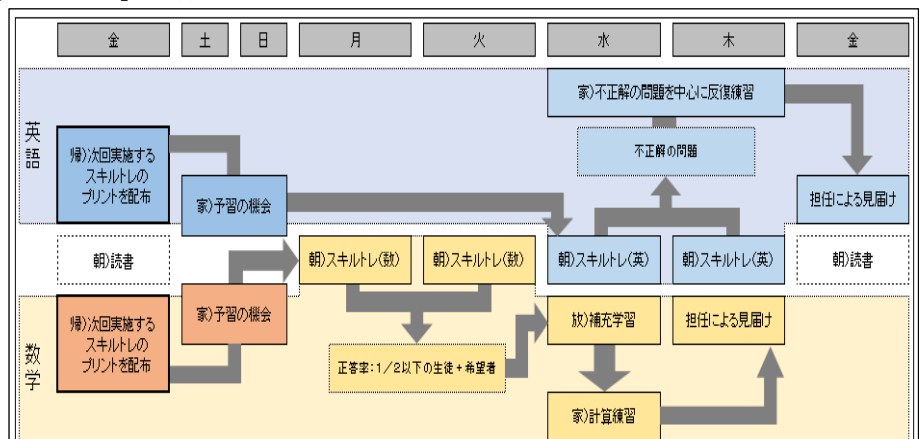 金
土
日
月
火
水
木
金
英語
家)不正解の問題を中心に反復練習
不正解の問題
帰)次回実施する
スキルトレの
プリントを配布
家)予習の機会
担任による見届け
朝)読書
朝)スキルトレ(数)
朝)スキルトレ(数)
朝)スキルトレ(英)
朝)スキルトレ(英)
朝)読書
数学
帰)次回実施する
スキルトレの
プリントを配布
家)予習の機会
放)補充学習
担任による見届け
正答率:1/2以下の生徒+希望者
家)計算練習